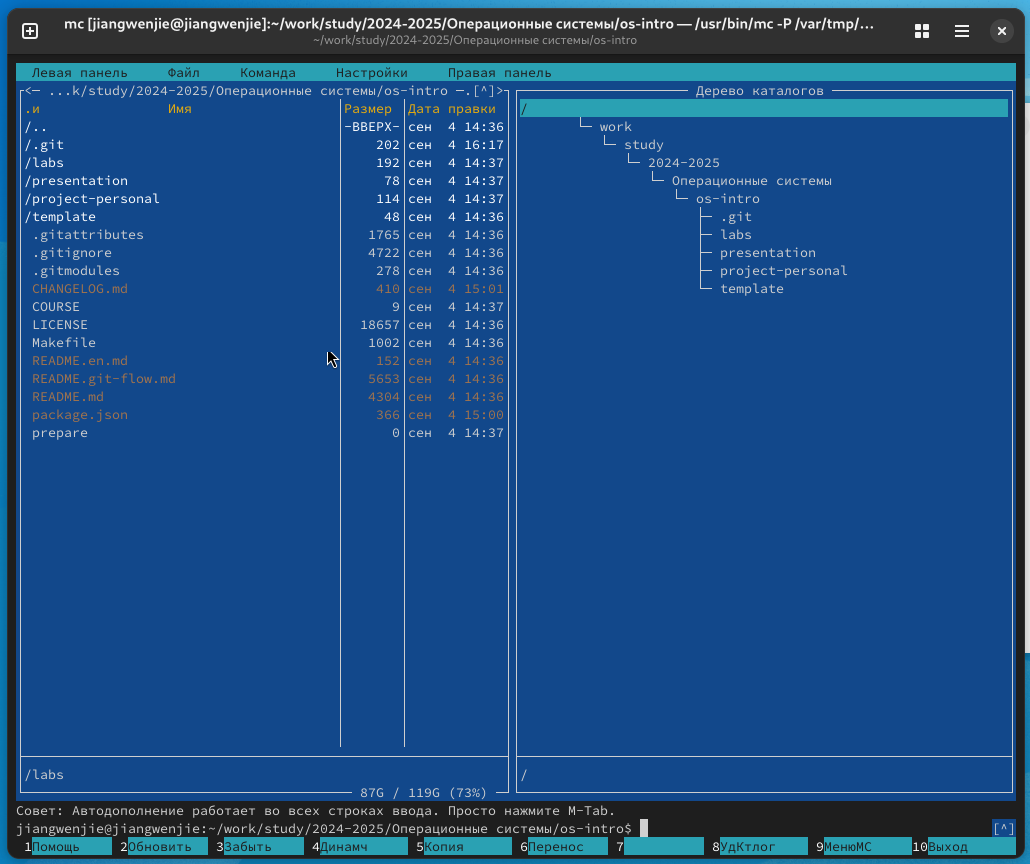 mc [jiangwenjie@jiangwenjie]:~/work/study/2024-2025/Операционные системы/os-intro — /usr/bin/mc -P /var/tmp/…
~/work/study/2024-2025/Операционные системы/os-intro
Левая панель Файл Команда Настройки Правая панель
<─ ...k/study/2024-2025/Операционные системы/os-intro ─.[^]>
.и Имя Размер Дата правки
/.. -ВВЕРХ- сен 4 14:36
/.git 202 сен 4 16:17
/labs 192 сен 4 14:37
/presentation 78 сен 4 14:37
/project-personal 114 сен 4 14:37
/template 48 сен 4 14:36
.gitattributes 1765 сен 4 14:36
.gitignore 4722 сен 4 14:36
.gitmodules 278 сен 4 14:36
CHANGELOG.md 410 сен 4 15:01
COURSE 9 сен 4 14:37
LICENSE 18657 сен 4 14:36
Makefile 1002 сен 4 14:36
README.en.md 152 сен 4 14:36
README.git-flow.md 5653 сен 4 14:36
README.md 4304 сен 4 14:36
package.json 366 сен 4 15:00
prepare 0 сен 4 14:37
/labs
87G / 119G (73%)
Дерево каталогов
/
work
study
2024-2025
Операционные системы
os-intro
.git
labs
presentation
project-personal
template
/
Совет: Автодополнение работает во всех строках ввода. Просто нажмите M-Tab.
jiangwenjie@jiangwenjie:~/work/study/2024-2025/Операционные системы/os-intro$ [^]
1Помощь 2Обновить 3Забыть 4Динамч 5Копия 6Перенос 7 8УдКтлог 9МенюMC 10Выход